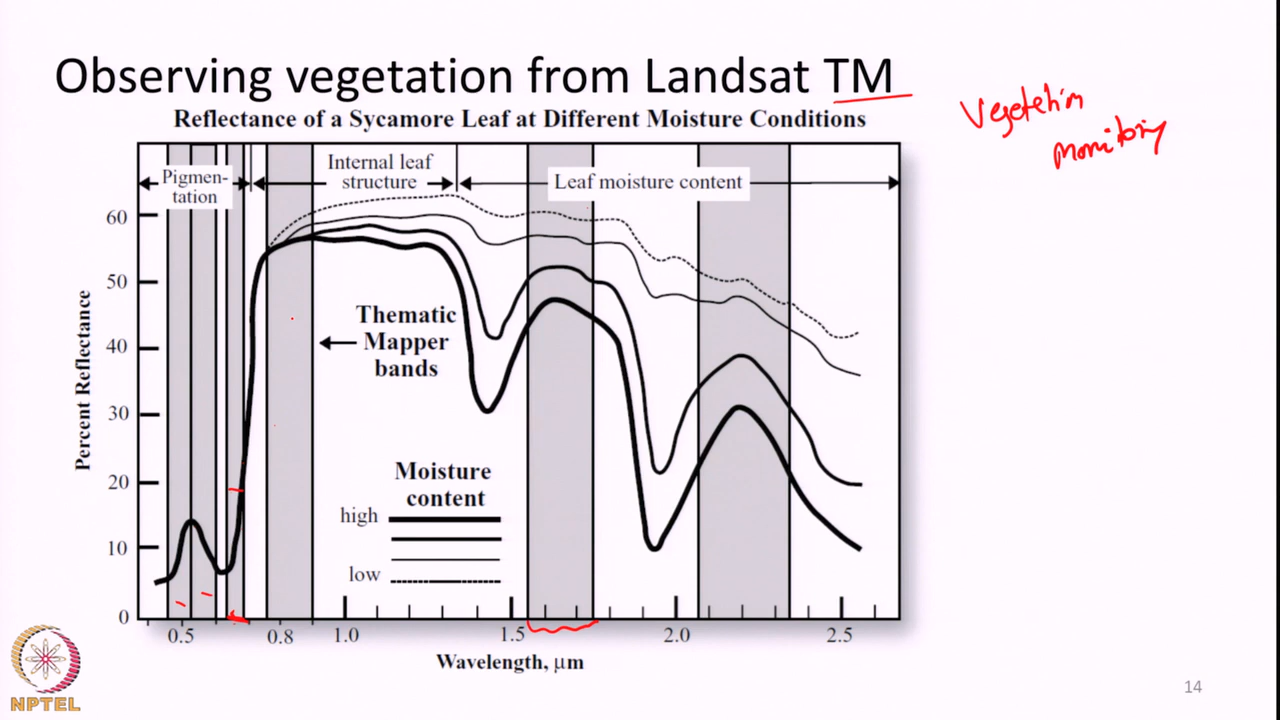 Observing vegetation from Landsat TM
Vegetation
monitoring
Reflectance of a Sycamore Leaf at Different Moisture Conditions
Pigmen-
tation
Internal leaf
structure
Leaf moisture content
60
50
40
30
20
10
0
Percent Reflectance
Thematic
Mapper
bands
Moisture
content
high
low
0.5 0.8 1.0 1.5 2.0 2.5
Wavelength, μm
NPTEL
14